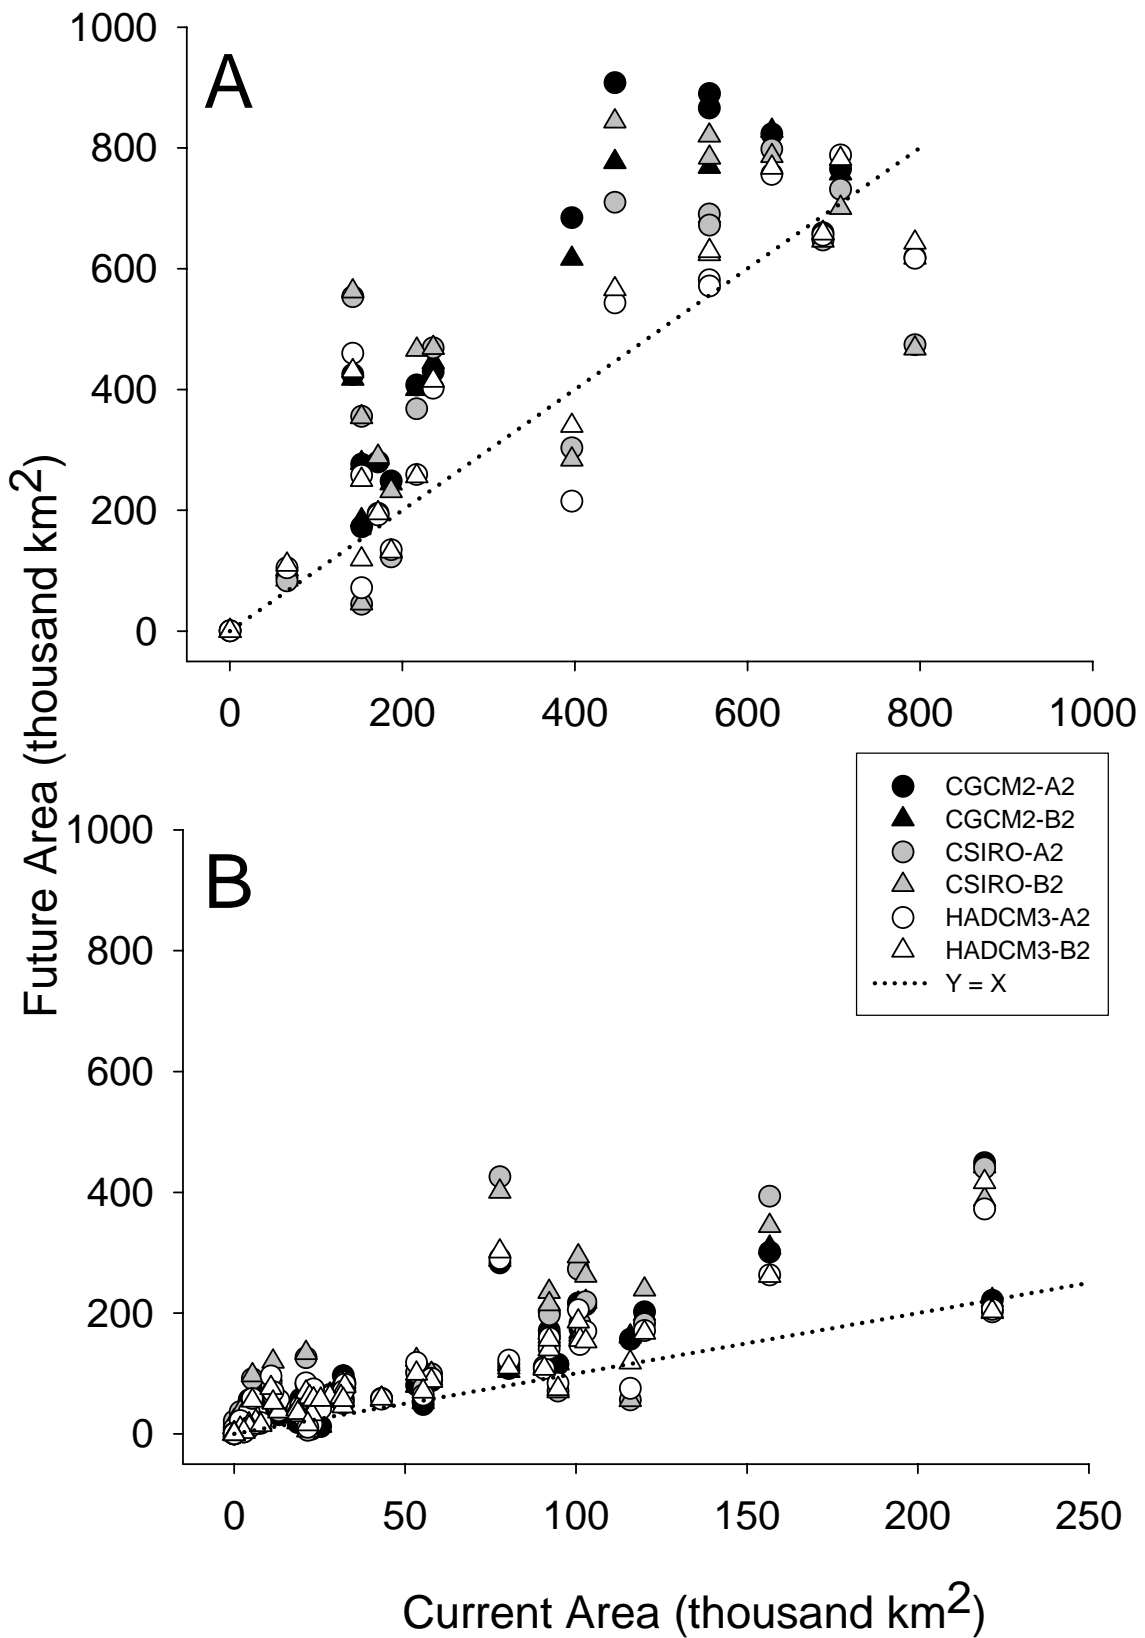 1000
A
800
600
400
200
0
0 200 400 600 800 1000
Future Area (thousand km2)
CGCM2-A2
CGCM2-B2
CSIRO-A2
CSIRO-B2
HADCM3-A2
HADCM3-B2
Y = X
1000
B
800
600
400
200
0
0 50 100 150 200 250
Current Area (thousand km2)